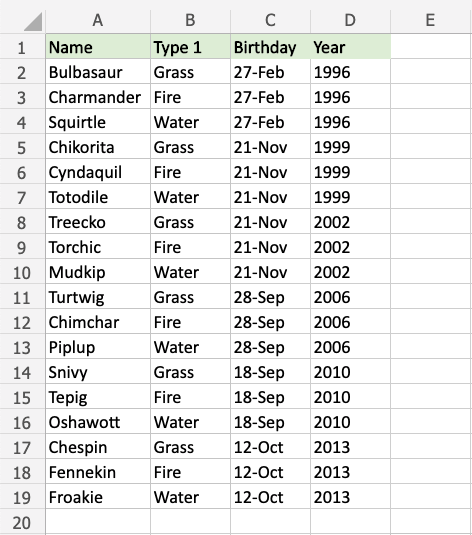 A B C D E
1 Name Type 1 Birthday Year
2 Bulbasaur Grass 27-Feb 1996
3 Charmander Fire 27-Feb 1996
4 Squirtle Water 27-Feb 1996
5 Chikorita Grass 21-Nov 1999
6 Cyndaquil Fire 21-Nov 1999
7 Totodile Water 21-Nov 1999
8 Treecko Grass 21-Nov 2002
9 Torchic Fire 21-Nov 2002
10 Mudkip Water 21-Nov 2002
11 Turtwig Grass 28-Sep 2006
12 Chimchar Fire 28-Sep 2006
13 Piplup Water 28-Sep 2006
14 Snivy Grass 18-Sep 2010
15 Tepig Fire 18-Sep 2010
16 Oshawott Water 18-Sep 2010
17 Chespin Grass 12-Oct 2013
18 Fennekin Fire 12-Oct 2013
19 Froakie Water 12-Oct 2013
20